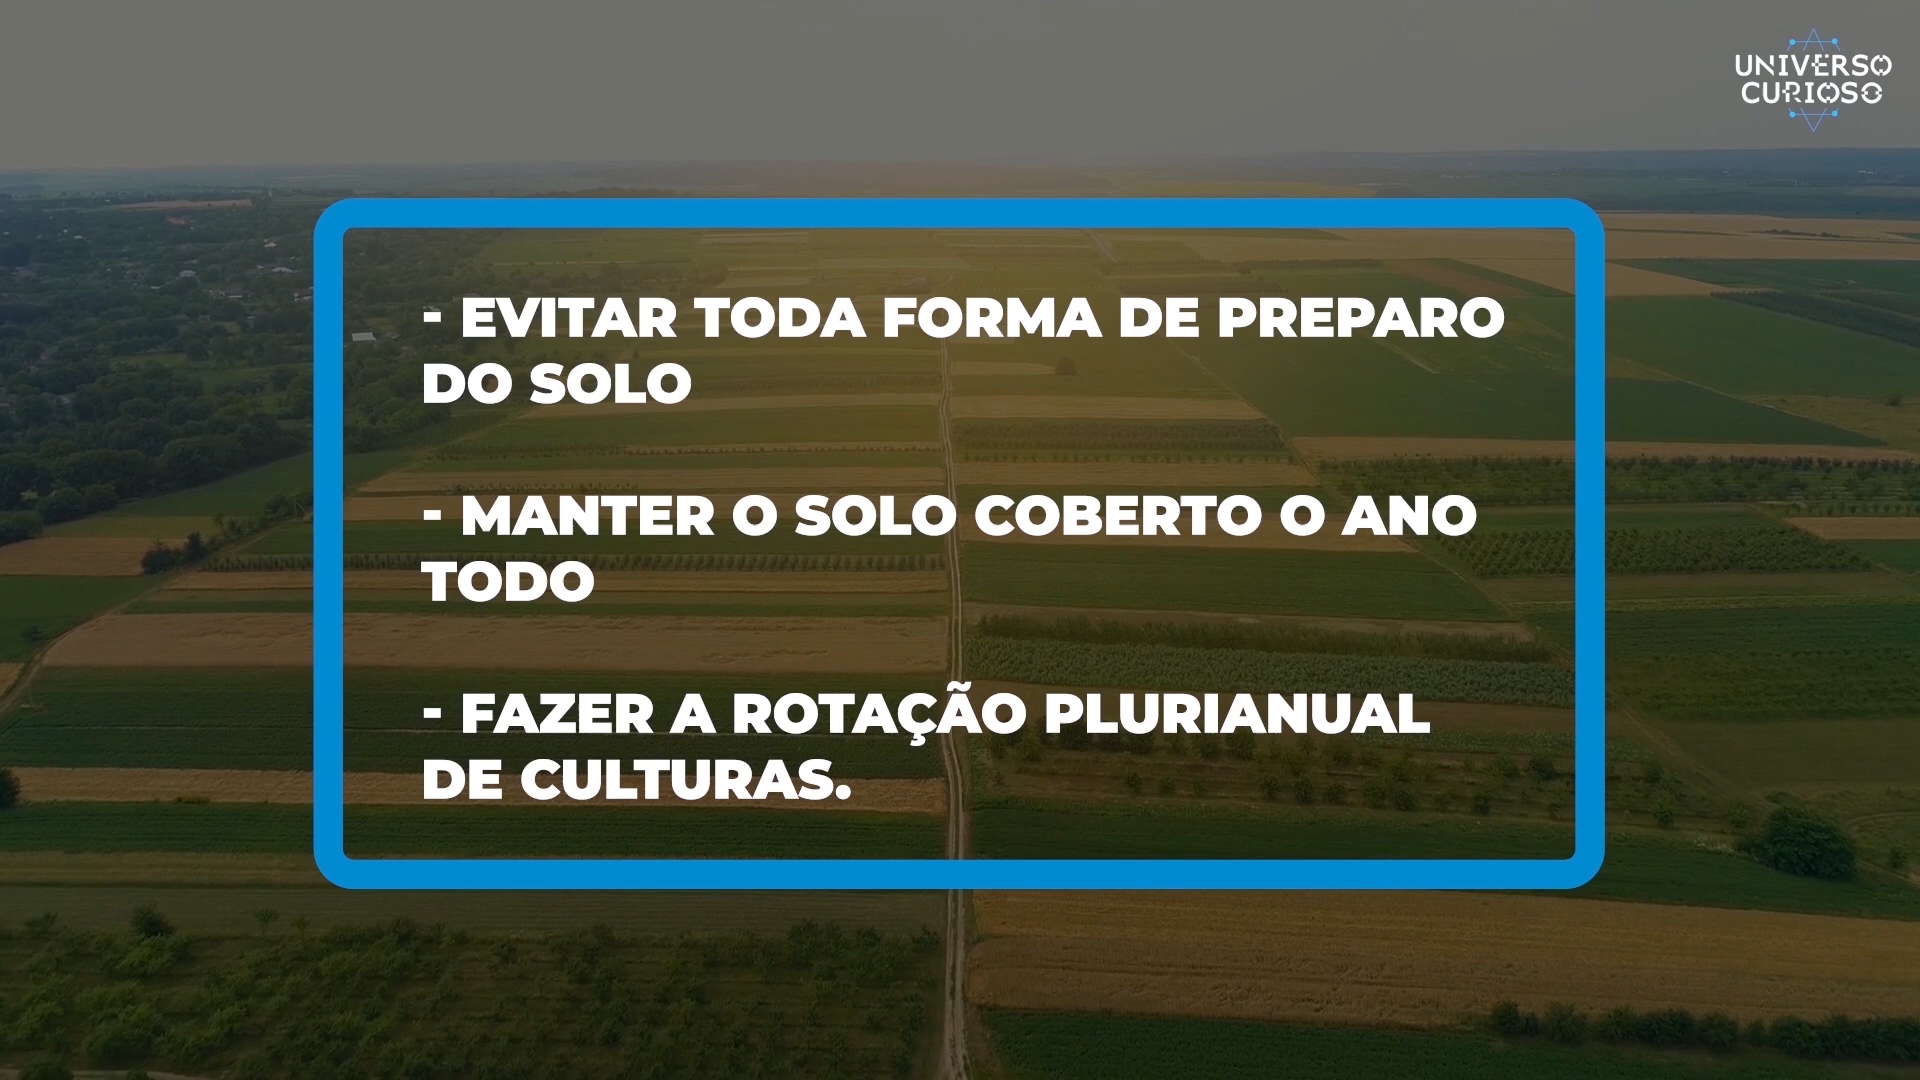 UNIVERSO
CURIOSO
- EVITAR TODA FORMA DE PREPARO
DO SOLO
- MANTER O SOLO COBERTO O ANO
TODO
- FAZER A ROTAÇÃO PLURIANUAL
DE CULTURAS.